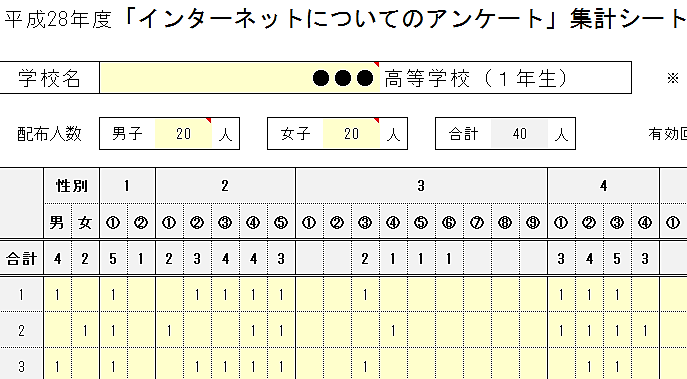 平成28年度「インターネットについてのアンケート」集計シート
学校名 ●●●高等学校（１年生） ※
配布人数 男子 20 人 女子 20 人 合計 40 人 有効回
性別 1 2 3 4
男 女 ① ② ① ② ③ ④ ⑤ ① ② ③ ④ ⑤ ⑥ ⑦ ⑧ ⑨ ① ② ③ ④ ①
合計 4 2 5 1 2 3 4 4 3 2 1 1 1 3 4 5 3
1 1 1 1 1 1 1 1 1 1 1
2 1 1 1 1 1 1 1 1 1 1
3 1 1 1 1 1 1 1 1 1